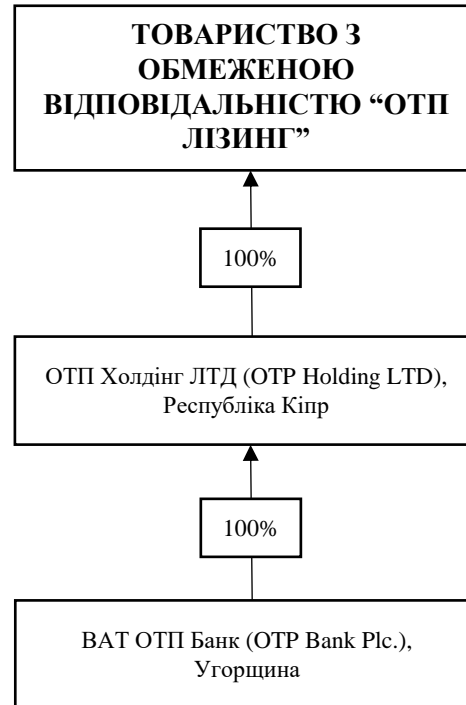 ТОВАРИСТВО З
ОБМЕЖЕНОЮ
ВІДПОВІДАЛЬНІСТЮ “ОТП
ЛІЗИНГ”
100%
ОТП Холдінг ЛТД (OTP Holding LTD),
Республіка Кіпр
100%
ВАТ ОТП Банк (OTP Bank Plc.),
Угорщина